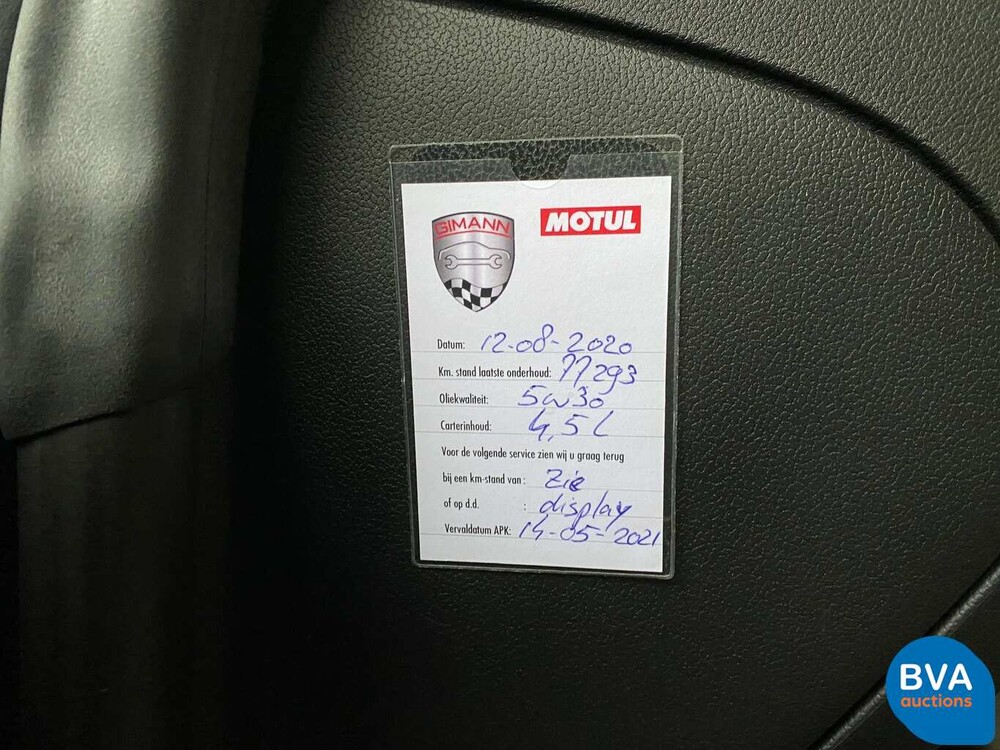 GIMANN
MOTUL
Datum: 12-08-2020
Km. stand laatste onderhoud: 77293
Oliekwaliteit: 5w30
Carterinhoud: 4,5 L
Voor de volgende service zien wij u graag terug
bij een km-stand van: Zie
of op d.d. : display
Vervaldatum APK: 14-05-2021
BVA
auctions